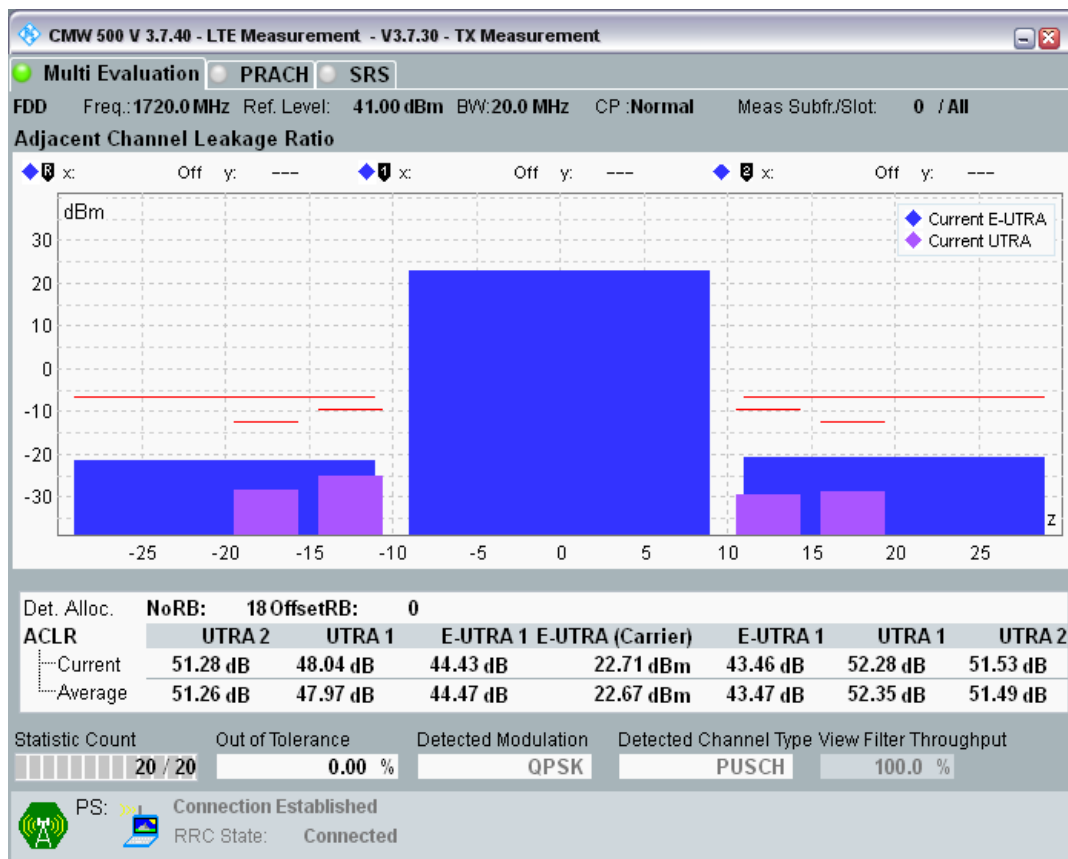 CMW 500 V 3.7.40 - LTE Measurement - V3.7.30 - TX Measurement
Multi Evaluation PRACH SRS
FDD Freq.:1720.0 MHz Ref. Level: 41.00 dBm BW:20.0 MHz CP :Normal Meas Subfr./Slot: 0 / All
Adjacent Channel Leakage Ratio
R x: Off y: --- 1 x: Off y: --- 2 x: Off y: ---
dBm
Current E-UTRA
Current UTRA
30
20
10
0
-10
-20
-30
z
-25 -20 -15 -10 -5 0 5 10 15 20 25
Det. Alloc. NoRB: 18 OffsetRB: 0
ACLR UTRA 2 UTRA 1 E-UTRA 1 E-UTRA (Carrier) E-UTRA 1 UTRA 1 UTRA 2
Current 51.28 dB 48.04 dB 44.43 dB 22.71 dBm 43.46 dB 52.28 dB 51.53 dB
Average 51.26 dB 47.97 dB 44.47 dB 22.67 dBm 43.47 dB 52.35 dB 51.49 dB
Statistic Count Out of Tolerance Detected Modulation Detected Channel Type View Filter Throughput
20 / 20 0.00 % QPSK PUSCH 100.0 %
PS: Connection Established
RRC State: Connected